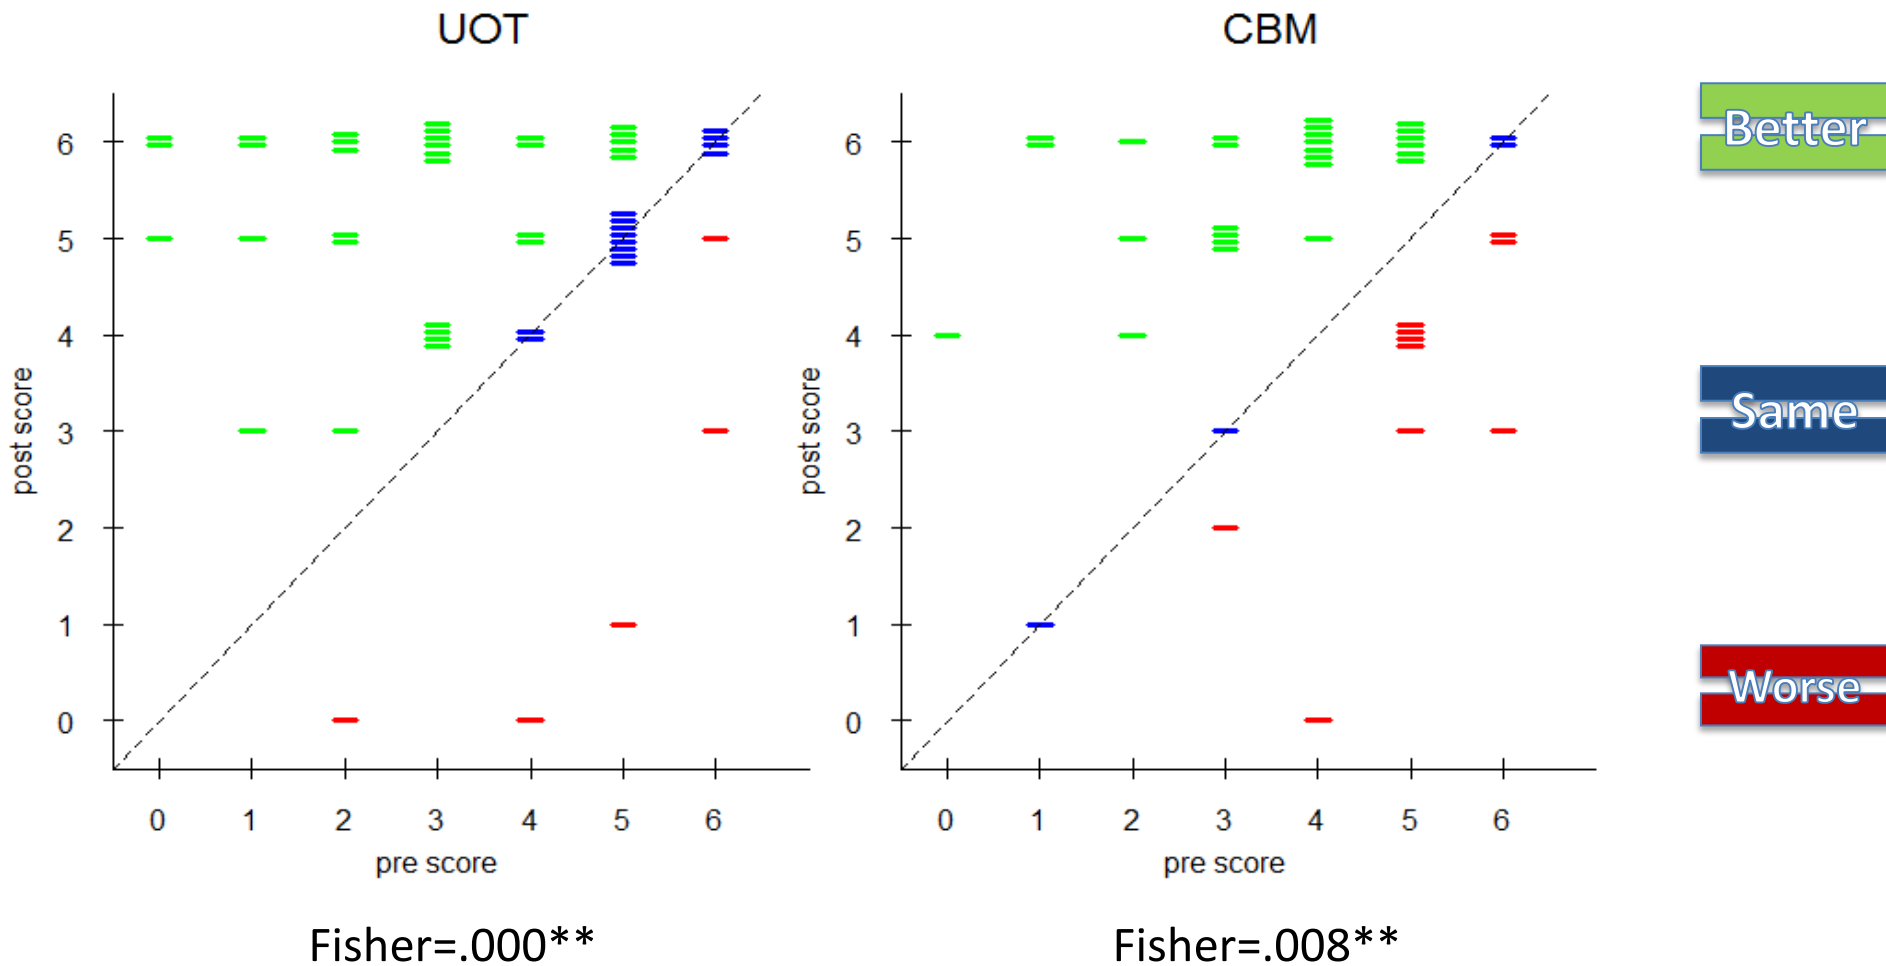 UOT
6
5
4
3
2
1
0
post score
0 1 2 3 4 5 6
pre score
Fisher=.000**
CBM
6
5
4
3
2
1
0
post score
0 1 2 3 4 5 6
pre score
Fisher=.008**
Better
Same
Worse